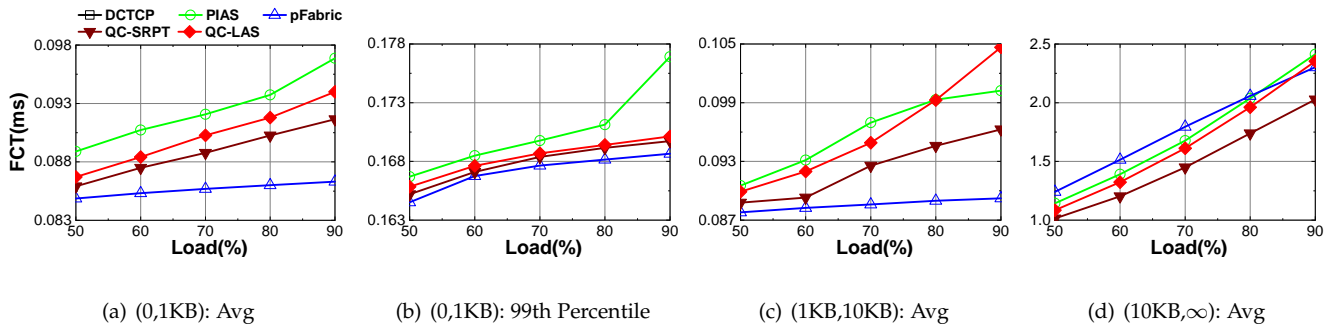 DCTCP PIAS pFabric
QC-SRPT QC-LAS
FCT(ms)
0.098
0.093
0.088
0.083
50 60 70 80 90
Load(%)
0.178
0.173
0.168
0.163
50 60 70 80 90
Load(%)
0.105
0.099
0.093
0.087
50 60 70 80 90
Load(%)
2.5
2.0
1.5
1.0
50 60 70 80 90
Load(%)
(a) (0,1KB): Avg
(b) (0,1KB): 99th Percentile
(c) (1KB,10KB): Avg
(d) (10KB,∞): Avg